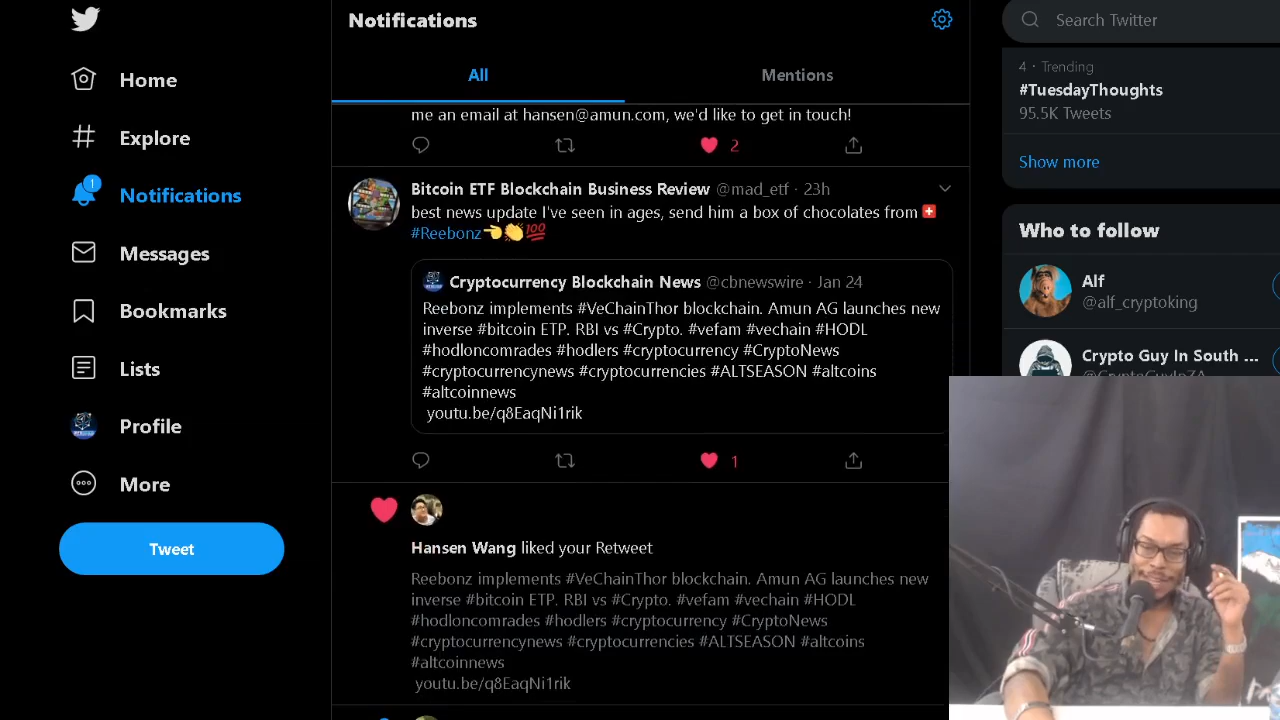 Home
Explore
1
Notifications
Messages
Bookmarks
Lists
Profile
More
Tweet
Notifications
All
Mentions
me an email at hansen@amun.com, we'd like to get in touch!
2
Bitcoin ETF Blockchain Business Review @mad_etf · 23h
best news update I've seen in ages, send him a box of chocolates from 🇨🇭
#Reebonz👈👏💯
Cryptocurrency Blockchain News @cbnewswire · Jan 24
Reebonz implements #VeChainThor blockchain. Amun AG launches new
inverse #bitcoin ETP. RBI vs #Crypto. #vefam #vechain #HODL
#hodloncomrades #hodlers #cryptocurrency #CryptoNews
#cryptocurrencynews #cryptocurrencies #ALTSEASON #altcoins
#altcoinnews
youtu.be/q8EaqNi1rik
1
Hansen Wang liked your Retweet
Reebonz implements #VeChainThor blockchain. Amun AG launches new
inverse #bitcoin ETP. RBI vs #Crypto. #vefam #vechain #HODL
#hodloncomrades #hodlers #cryptocurrency #CryptoNews
#cryptocurrencynews #cryptocurrencies #ALTSEASON #altcoins
#altcoinnews
youtu.be/q8EaqNi1rik
Search Twitter
4 · Trending
#TuesdayThoughts
95.5K Tweets
Show more
Who to follow
Alf
@alf_cryptoking
Crypto Guy In South ...
@CryptoGuyInZA